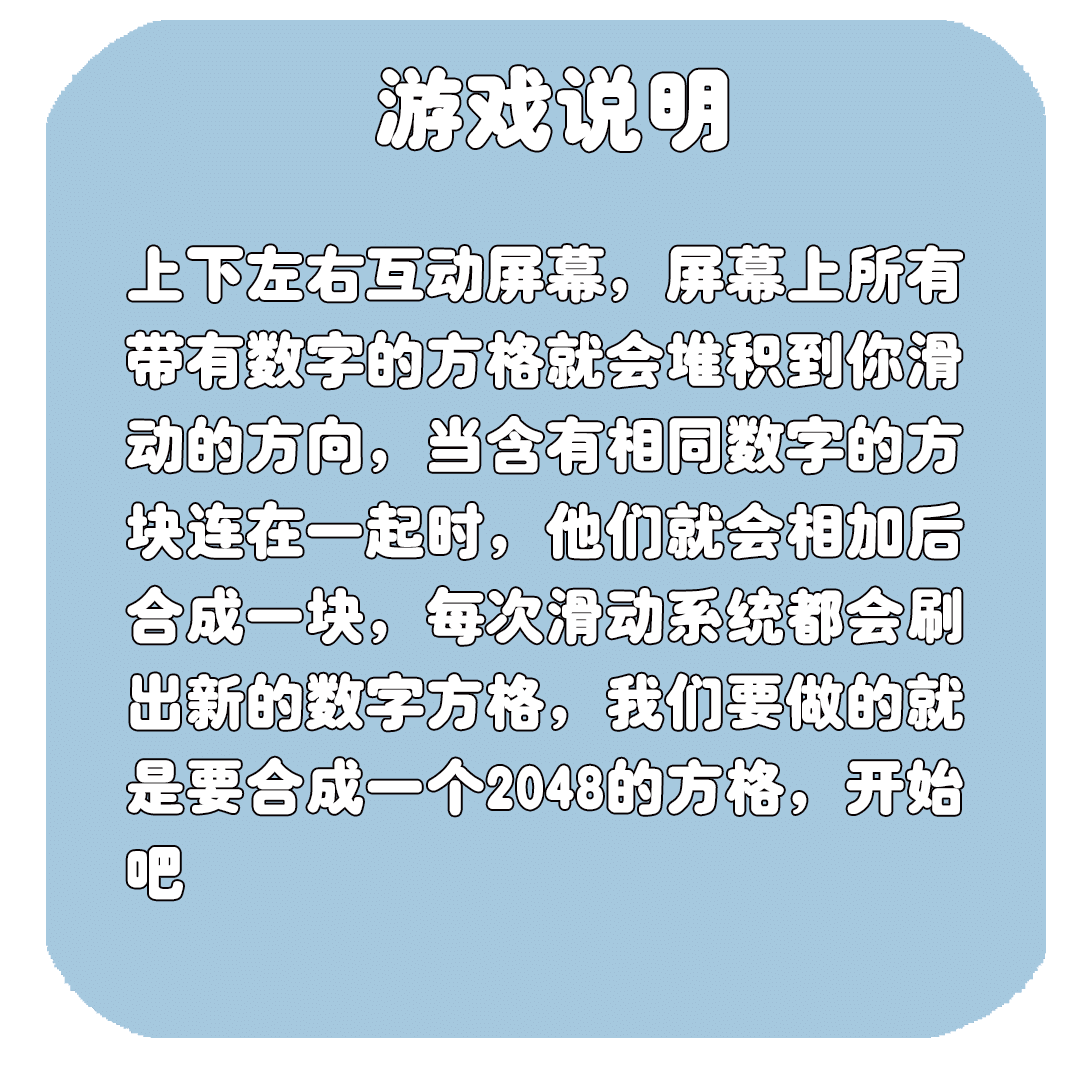 游戏说明
上下左右互动屏幕，屏幕上所有
带有数字的方格就会堆积到你滑
动的方向，当含有相同数字的方
块连在一起时，他们就会相加后
合成一块，每次滑动系统都会刷
出新的数字方格，我们要做的就
是要合成一个2048的方格，开始
吧